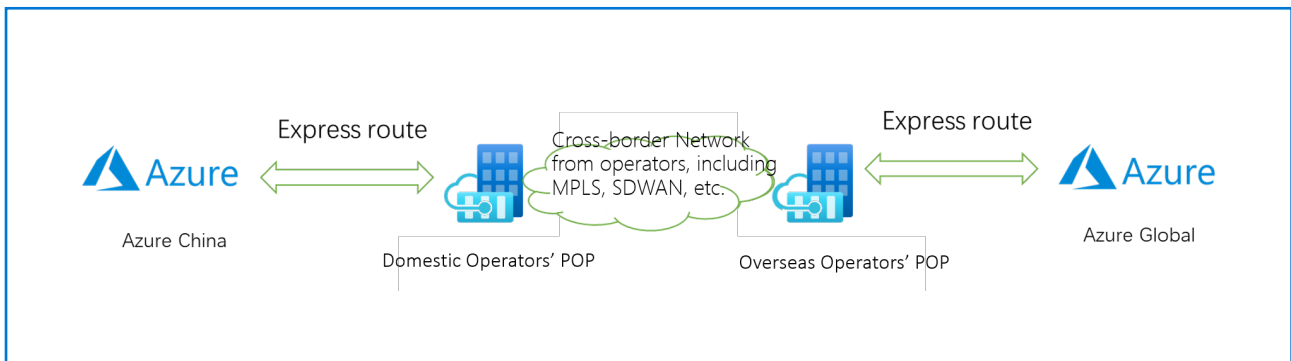 Express route
Express route
Cross-border Network
from operators, including
MPLS, SDWAN, etc.
Azure
Azure
Azure China
Azure Global
Domestic Operators' POP
Overseas Operators' POP